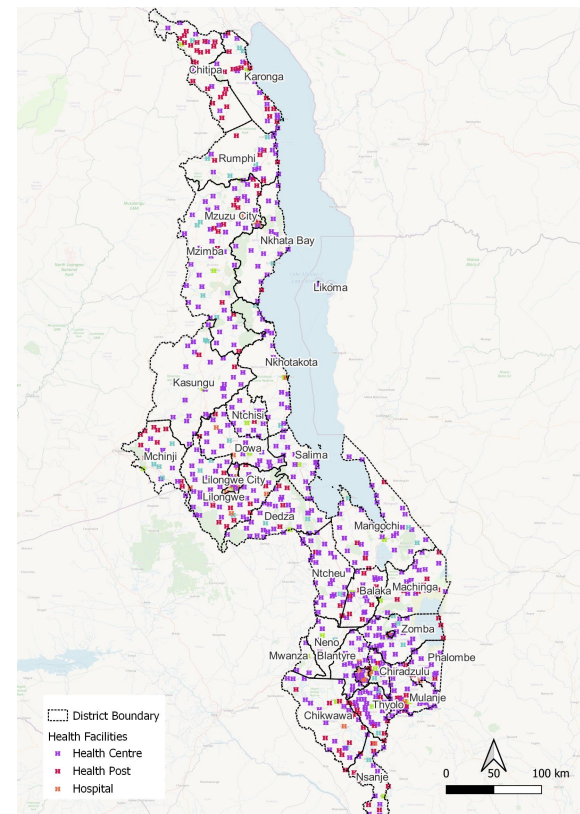 Chitipa
Karonga
Rumphi
Mzuzu City
Nkhata Bay
Mzimba
Likoma
Nkhotakota
Kasungu
Ntchisi
Dowa
Mchinji
Salima
Lilongwe City
Lilongwe
Dedza
Mangochi
Ntcheu
Balaka
Machinga
Zomba
Neno
Mwanza
Blantyre
Phalombe
Chiradzulu
Mulanje
Thyolo
Chikwawa
Nsanje
District Boundary
Health Facilities
H Health Centre
H Health Post
H Hospital
0 50 100 km